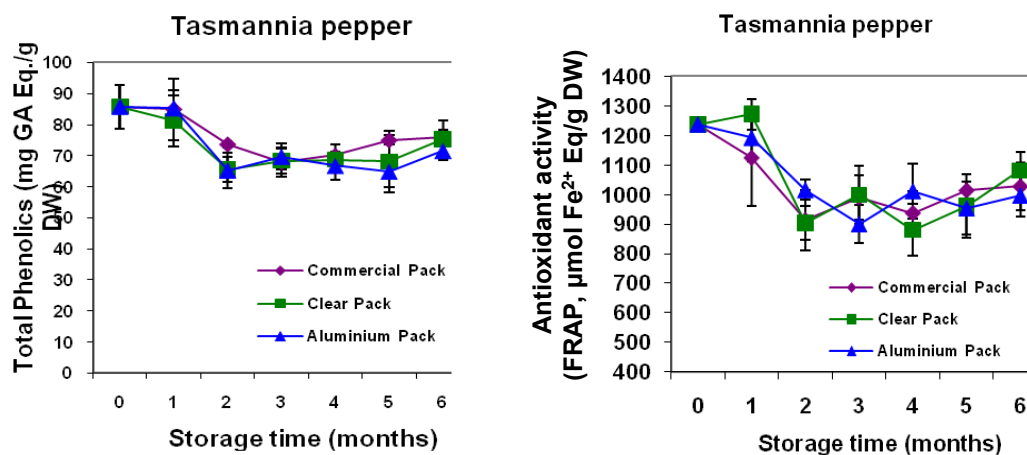 Tasmannia pepper
Total Phenolics (mg GA Eq./g
DW)
100
90
80
70
60
50
40
30
20
10
0
Commercial Pack
Clear Pack
Aluminium Pack
0 1 2 3 4 5 6
Storage time (months)
Tasmannia pepper
Antioxidant activity
(FRAP, µmol Fe²⁺ Eq/g DW)
1400
1300
1200
1100
1000
900
800
700
600
500
400
Commercial Pack
Clear Pack
Aluminium Pack
0 1 2 3 4 5 6
Storage time (months)